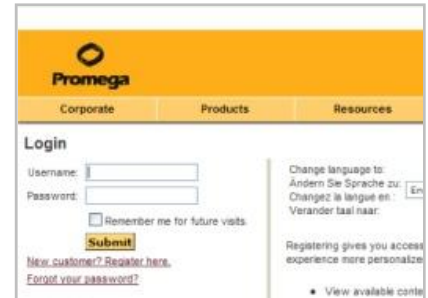 Promega
Corporate Products Resources
Login
Username:
Password:
Remember me for future visits
Submit
New customer? Register here.
Forgot your password?
Change language to:
Ändern Sie Sprache zu:
Changez la langue en :
Verander taal naar:
En
Registering gives you access
experience more personalize
• View available conte